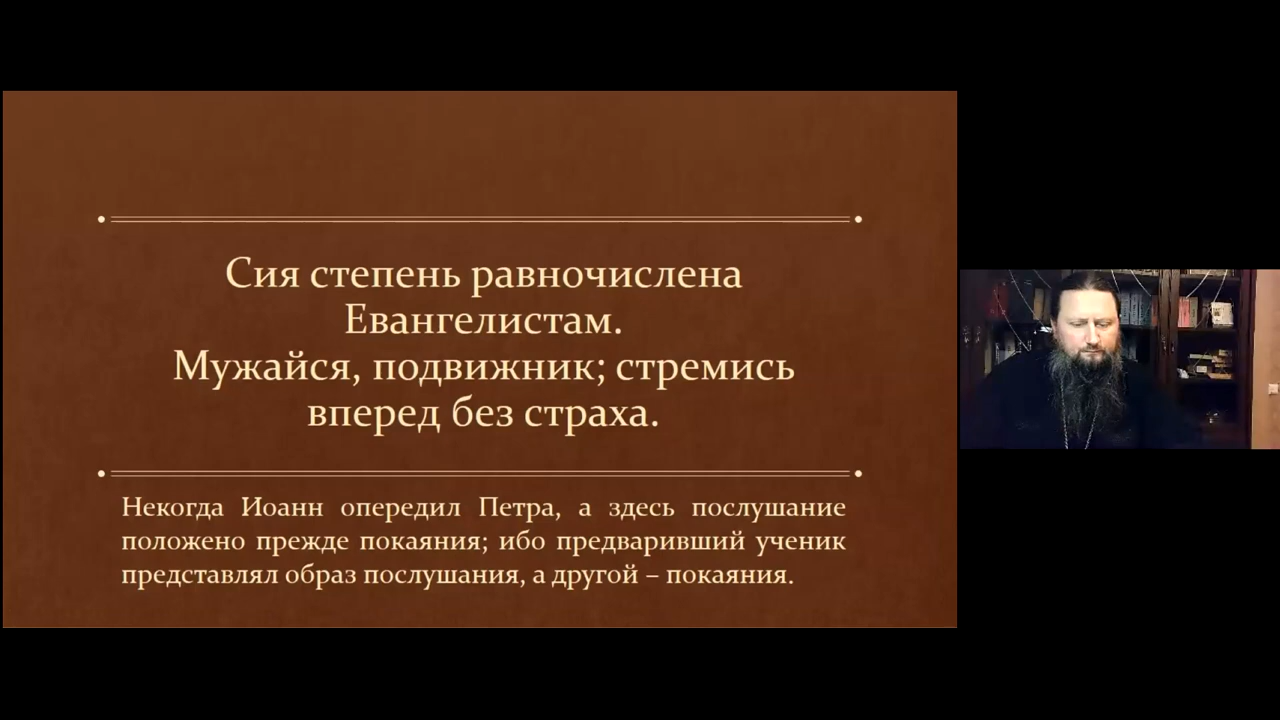 Сия степень равночислена
Евангелистам.
Мужайся, подвижник; стремись
вперед без страха.
Некогда Иоанн опередил Петра, а здесь послушание
положено прежде покаяния; ибо предваривший ученик
представлял образ послушания, а другой – покаяния.